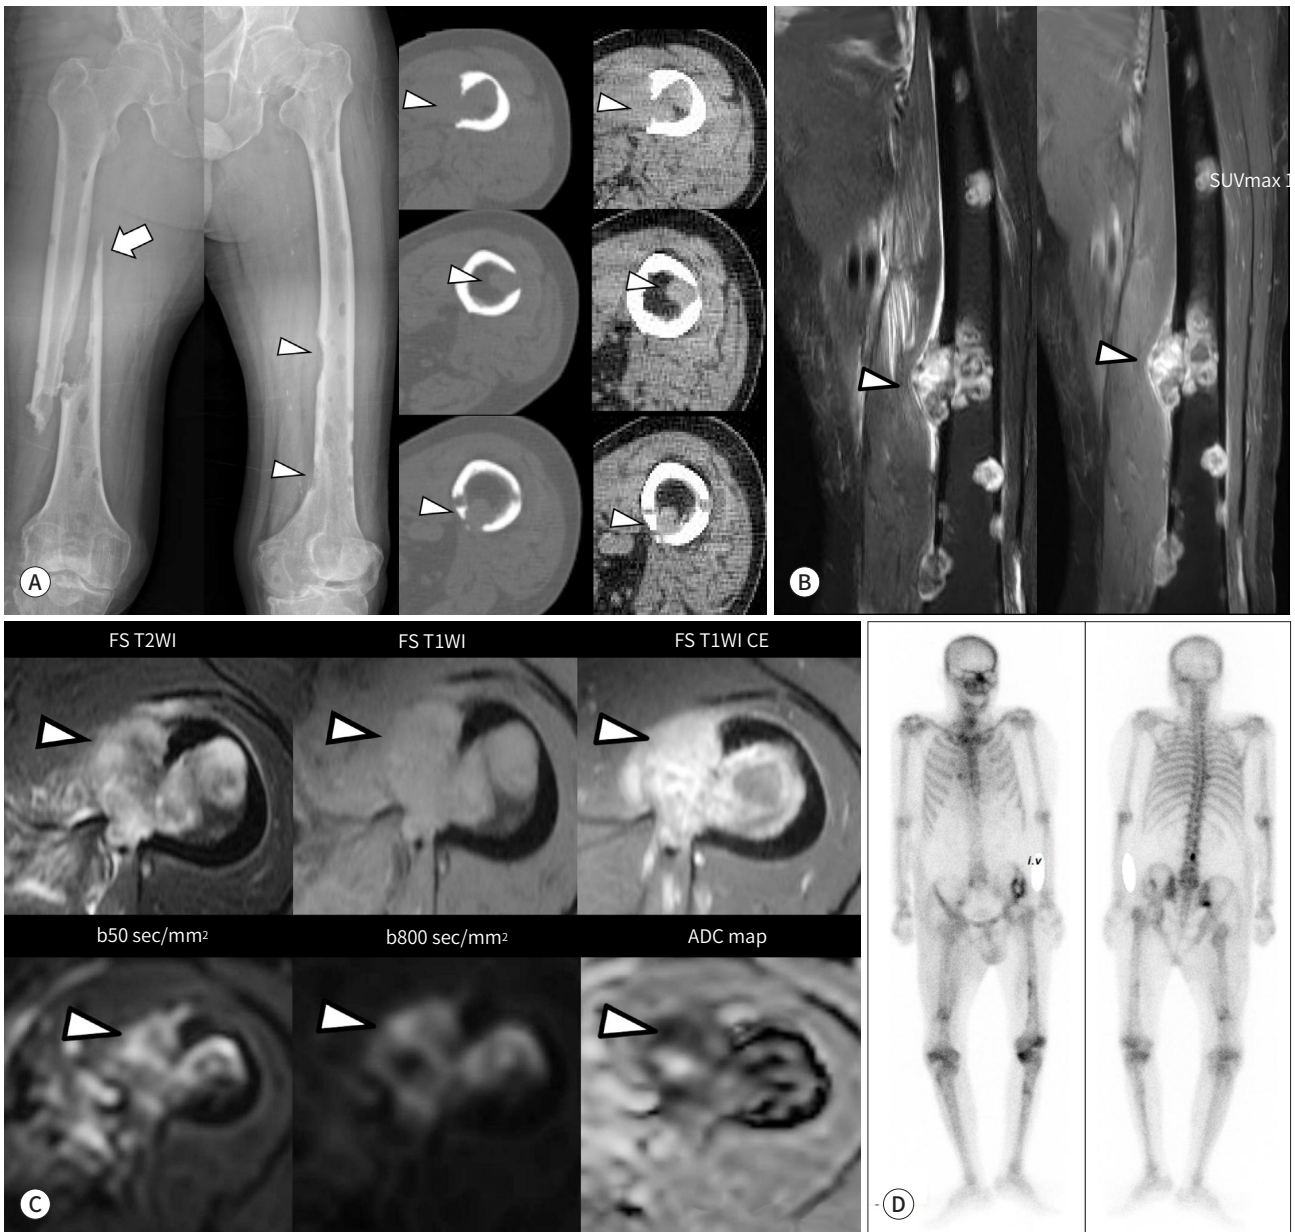 A
SUVmax 1
B
FS T2WI
FS T1WI
FS T1WI CE
b50 sec/mm²
b800 sec/mm²
ADC map
C
i.v
D